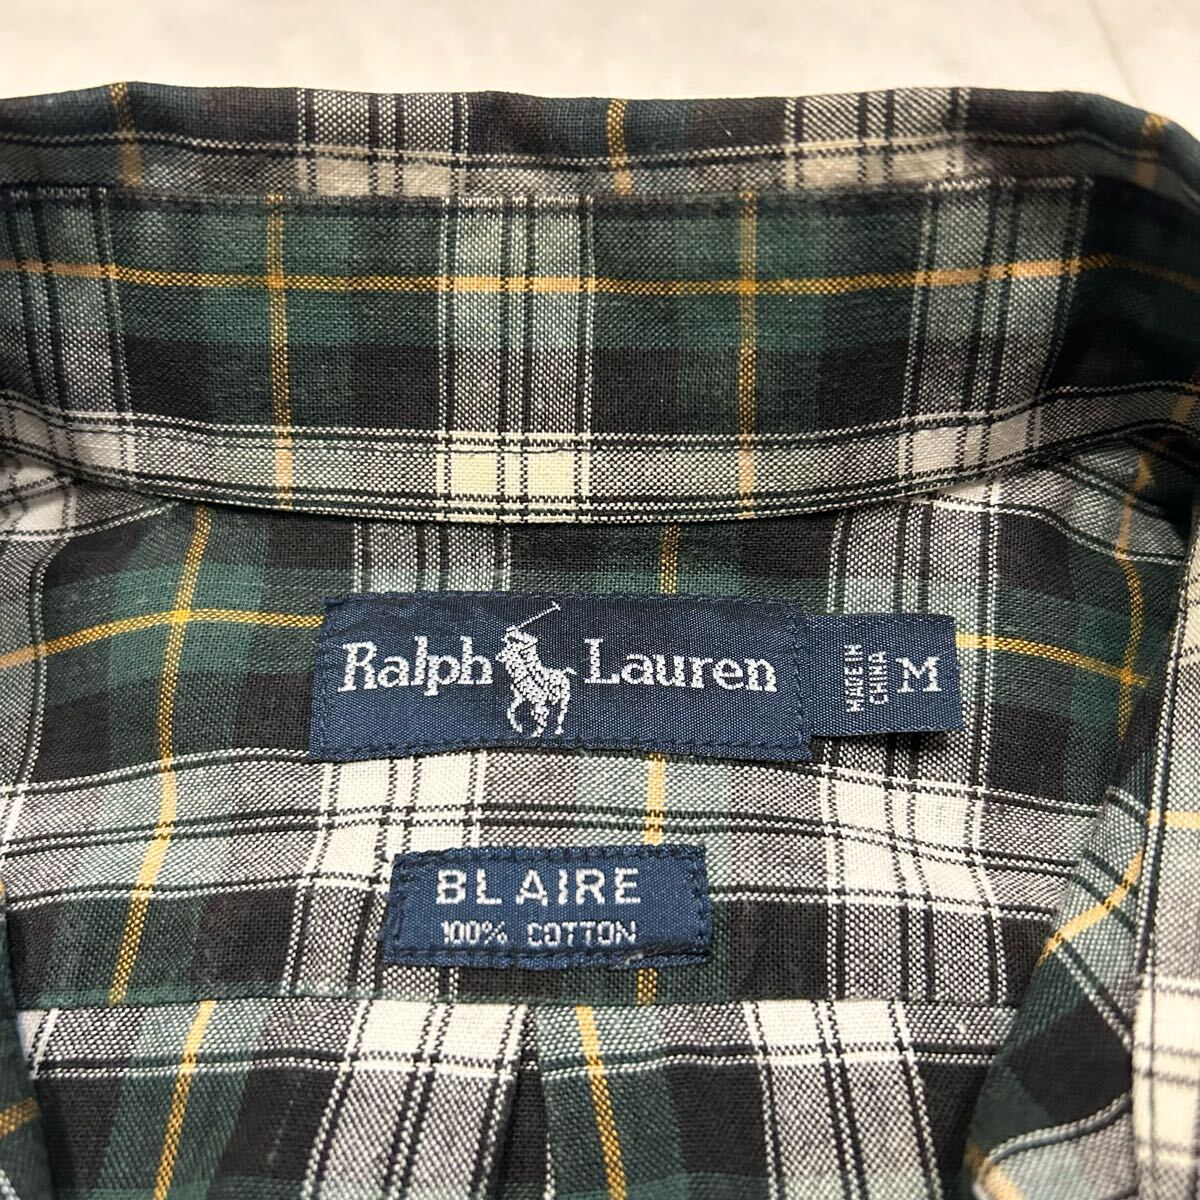 Ralph Lauren
MADE IN
CHINA
M
BLAIRE
100% COTTON